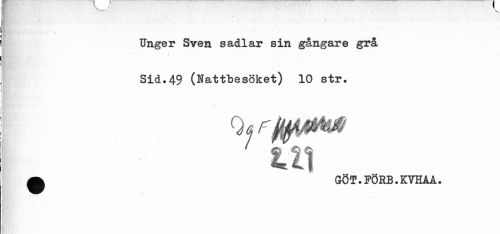 Unger Sven sadlar sin gångare grå
Sid.49 (Nattbesöket) 10 str.
DgF
229
GÖT.FÖRB.KVHAA.